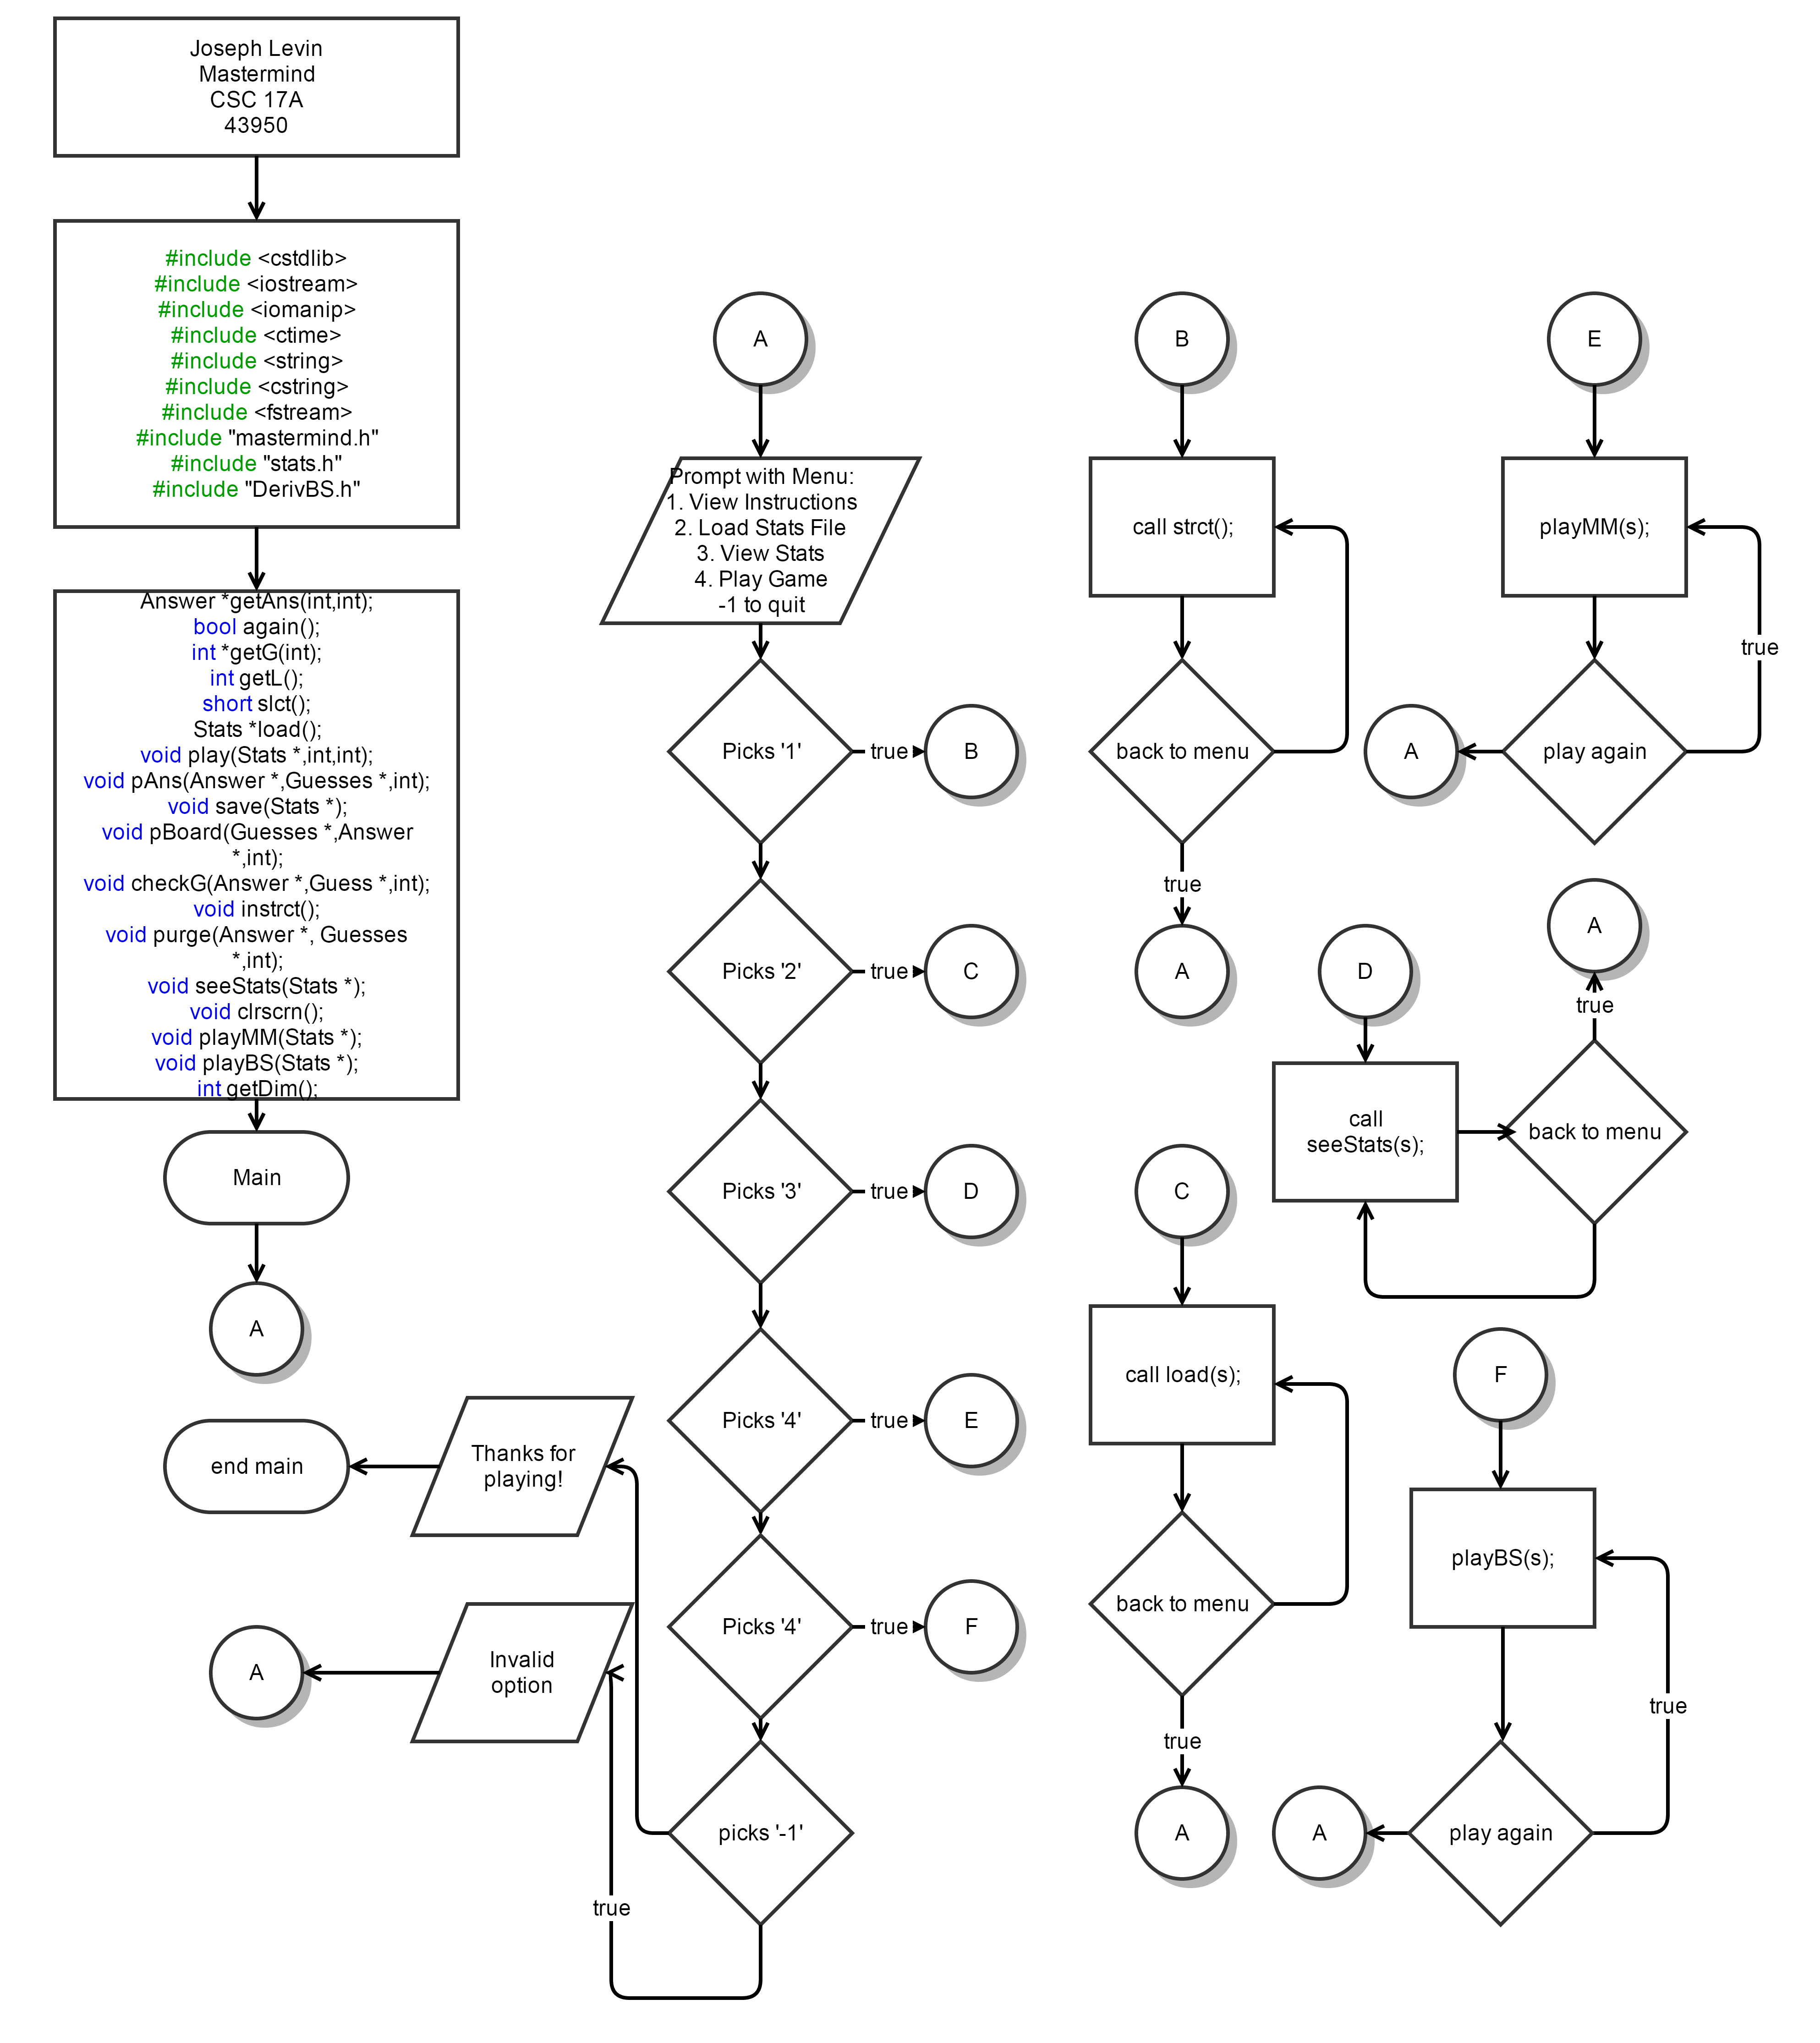 Joseph Levin
Mastermind
CSC 17A
43950
#include <cstdlib>
#include <iostream>
#include <iomanip>
#include <ctime>
#include <string>
#include <cstring>
#include <fstream>
#include "mastermind.h"
#include "stats.h"
#include "DerivBS.h"
Answer *getAns(int,int);
bool again();
int *getG(int);
int getL();
short slct();
Stats *load();
void play(Stats *,int,int);
void pAns(Answer *,Guesses *,int);
void save(Stats *);
void pBoard(Guesses *,Answer
*,int);
void checkG(Answer *,Guess *,int);
void instrct();
void purge(Answer *, Guesses
*,int);
void seeStats(Stats *);
void clrscrn();
void playMM(Stats *);
void playBS(Stats *);
int getDim();
Main
A
end main
Thanks for
playing!
A
Invalid
option
A
Prompt with Menu:
1. View Instructions
2. Load Stats File
3. View Stats
4. Play Game
-1 to quit
Picks '1'
true
B
Picks '2'
true
C
Picks '3'
true
D
Picks '4'
true
E
Picks '4'
true
F
picks '-1'
true
B
call strct();
back to menu
true
A
E
playMM(s);
true
play again
A
D
call
seeStats(s);
back to menu
true
A
C
call load(s);
back to menu
true
A
F
playBS(s);
true
play again
A